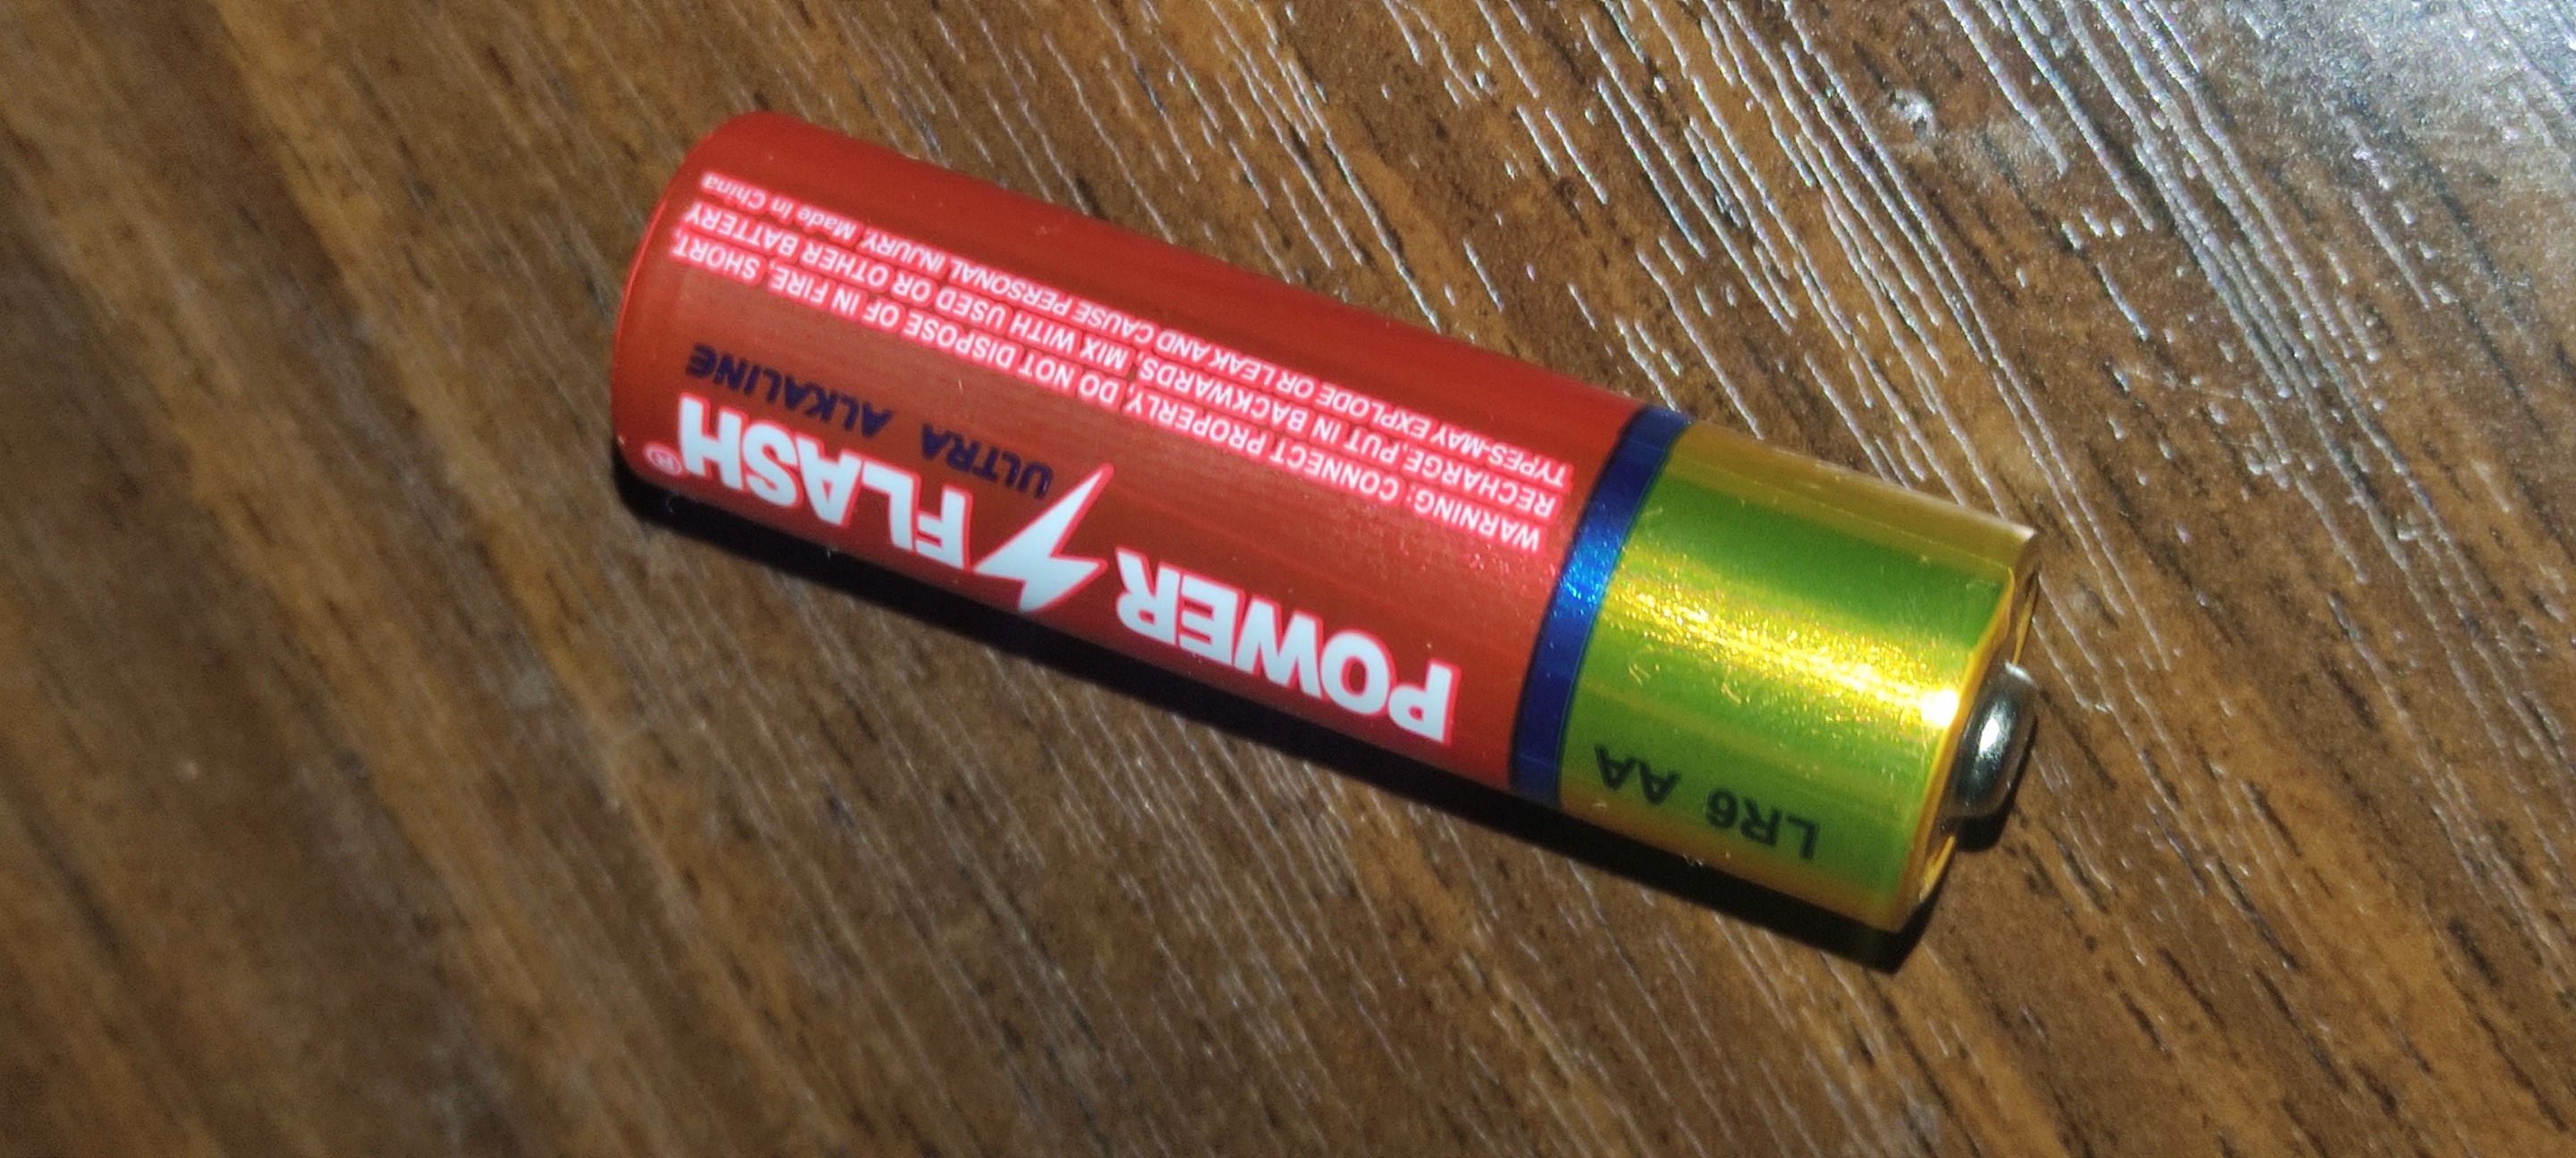 LR6 AA
POWER FLASH®
ULTRA ALKALINE
WARNING: CONNECT PROPERLY, DO NOT DISPOSE OF IN FIRE, SHORT,
RECHARGE, PUT IN BACKWARDS, MIX WITH USED OR OTHER BATTERY
TYPES-MAY EXPLODE OR LEAK AND CAUSE PERSONAL INJURY. Made in China